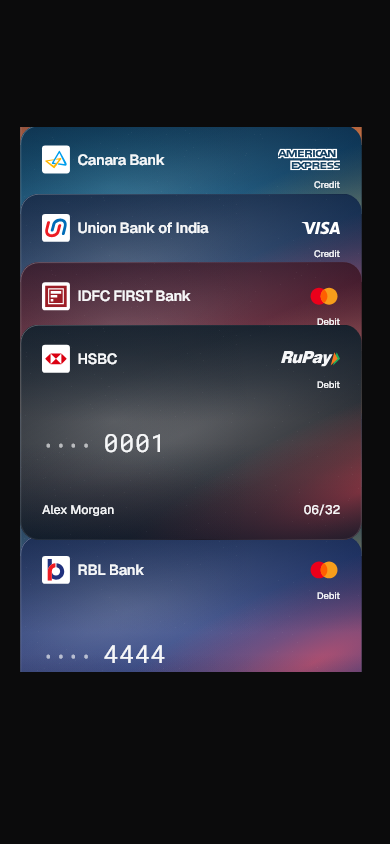 Canara Bank
AMERICAN
EXPRESS
Credit
Union Bank of India
VISA
Credit
IDFC FIRST Bank
Debit
HSBC
RuPay
Debit
•••• 0001
Alex Morgan 06/32
RBL Bank
Debit
•••• 4444